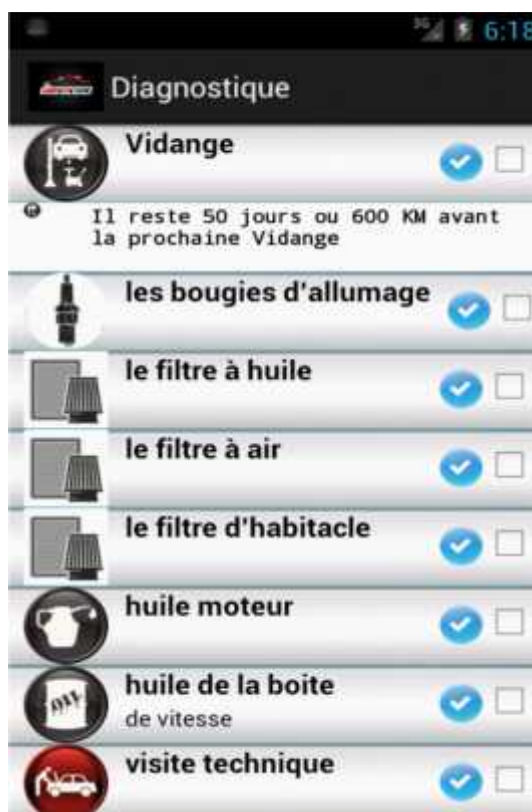 3G 6:18
Diagnostique
Vidange
Il reste 50 jours ou 600 KM avant
la prochaine Vidange
les bougies d'allumage
le filtre à huile
le filtre à air
le filtre d'habitacle
huile moteur
huile de la boite
de vitesse
visite technique